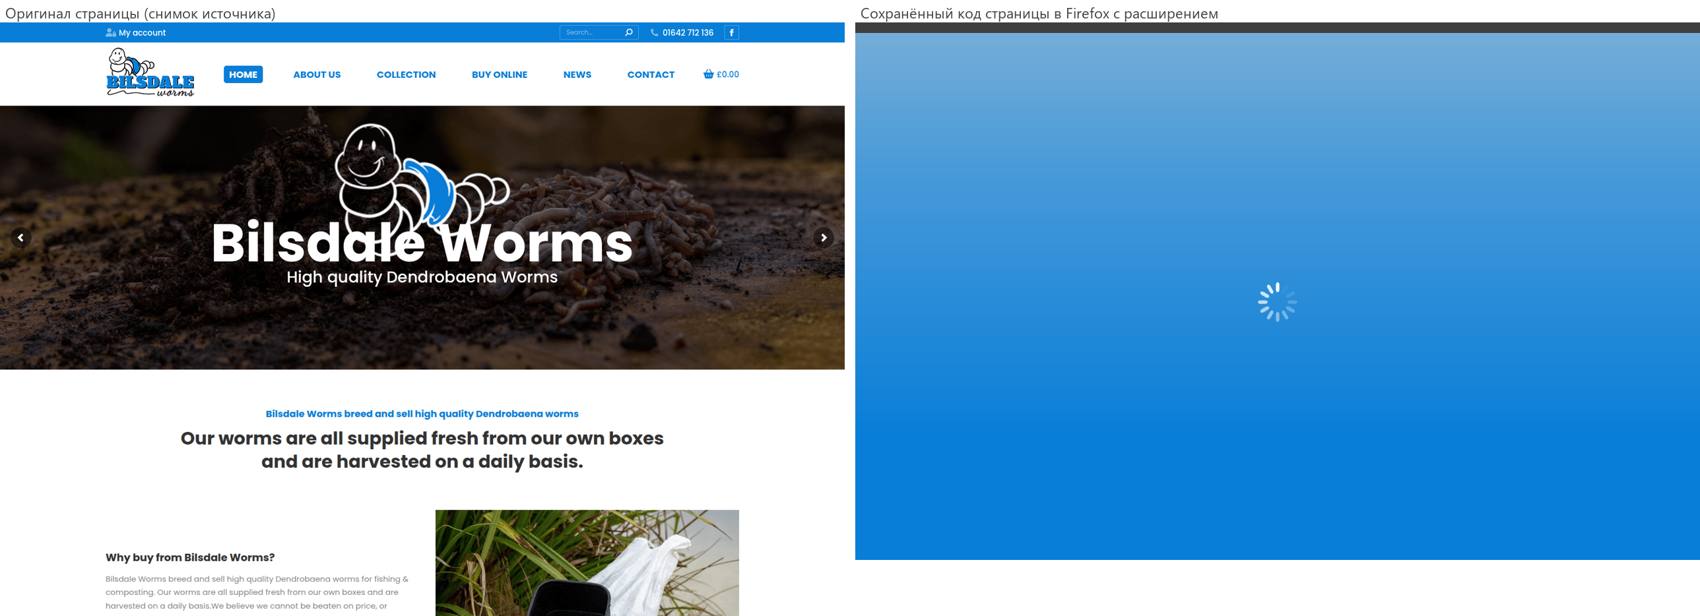 Оригинал страницы (снимок источника)
Сохранённый код страницы в Firefox с расширением
My account
Search...
01642 712 136
f
BILSDALE
worms
HOME
ABOUT US
COLLECTION
BUY ONLINE
NEWS
CONTACT
£0.00
Bilsdale Worms
High quality Dendrobaena Worms
Bilsdale Worms breed and sell high quality Dendrobaena worms
Our worms are all supplied fresh from our own boxes
and are harvested on a daily basis.
Why buy from Bilsdale Worms?
Bilsdale Worms breed and sell high quality Dendrobaena worms for fishing &
composting. Our worms are all supplied fresh from our own boxes and are
harvested on a daily basis.We believe we cannot be beaten on price, or